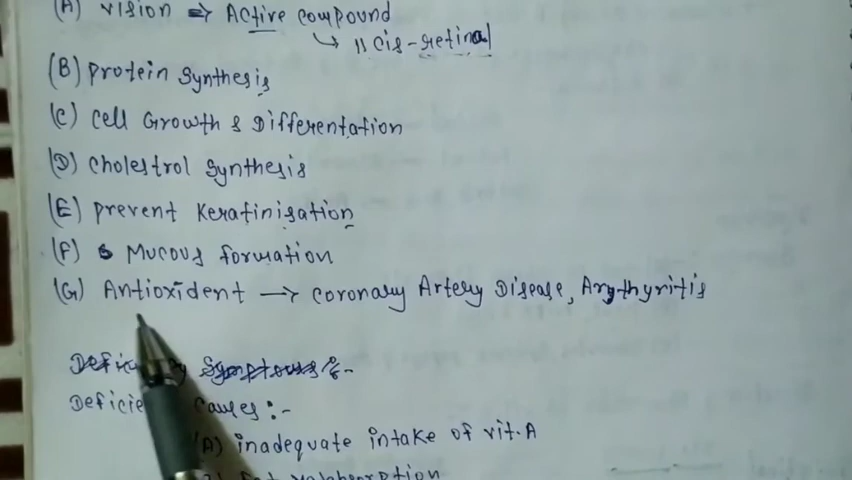 (A) vision ⇒ Active compound
↳ 11 cis-retinal
(B) protein synthesis
(C) cell Growth & Differentation
(D) cholestrol synthesis
(E) prevent Keratinisation
(F) Mucous formation
(G) Antioxident → coronary Artery Disease, Arythyritis
Deficie
causes :-
(A) inadequate intake of vit. A